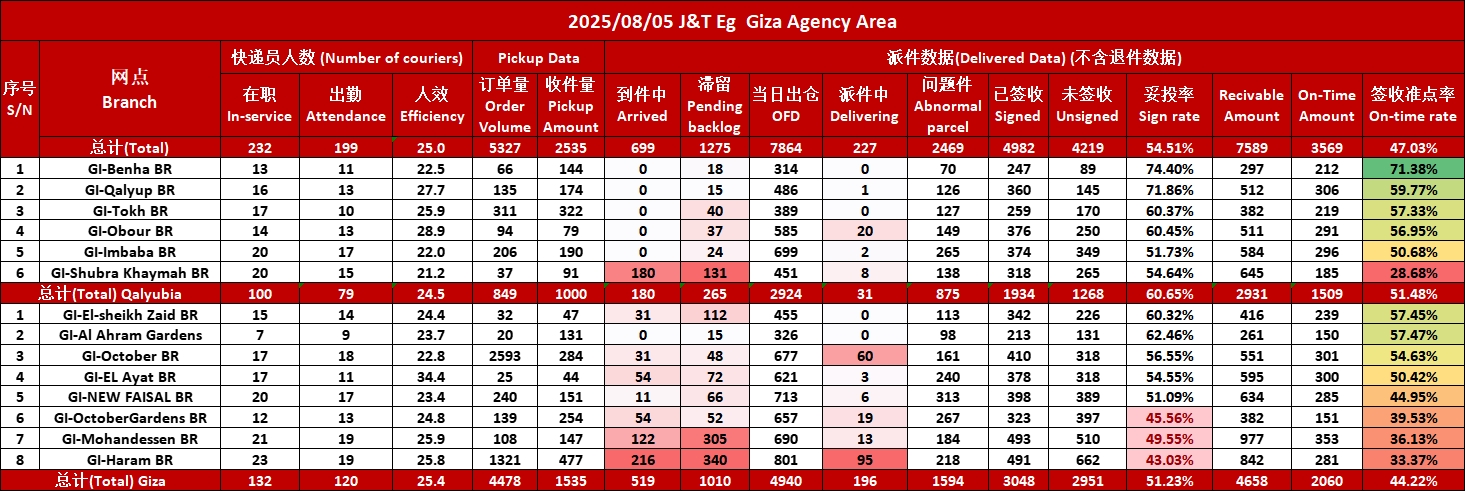 2025/08/05 J&T Eg  Giza Agency Area
序号 S/N 网点 Branch 快递员人数 (Number of couriers) Pickup Data 派件数据(Delivered Data) (不含退件数据)
在职 In-service 出勤 Attendance 人效 Efficiency 订单量 Order Volume 收件量 Pickup Amount 到件中 Arrived 滞留 Pending backlog 当日出仓 OFD 派件中 Delivering 问题件 Abnormal parcel 已签收 Signed 未签收 Unsigned 妥投率 Sign rate Recivable Amount On-Time Amount 签收准点率 On-time rate
总计(Total) 232 199 25.0 5327 2535 699 1275 7864 227 2469 4982 4219 54.51% 7589 3569 47.03%
1 GI-Benha BR 13 11 22.5 66 144 0 18 314 0 70 247 89 74.40% 297 212 71.38%
2 GI-Qalyup BR 16 13 27.7 135 174 0 15 486 1 126 360 145 71.86% 512 306 59.77%
3 GI-Tokh BR 17 10 25.9 311 322 0 40 389 0 127 259 170 60.37% 382 219 57.33%
4 GI-Obour BR 14 13 28.9 94 79 0 37 585 20 149 376 250 60.45% 511 291 56.95%
5 GI-Imbaba BR 20 17 22.0 206 190 0 24 699 2 265 374 349 51.73% 584 296 50.68%
6 GI-Shubra Khaymah BR 20 15 21.2 37 91 180 131 451 8 138 318 265 54.64% 645 185 28.68%
总计(Total) Qalyubia 100 79 24.5 849 1000 180 265 2924 31 875 1934 1268 60.65% 2931 1509 51.48%
1 GI-El-sheikh Zaid BR 15 14 24.4 32 47 31 112 455 0 113 342 226 60.32% 416 239 57.45%
2 GI-Al Ahram Gardens 7 9 23.7 20 131 0 15 326 0 98 213 131 62.46% 261 150 57.47%
3 GI-October BR 17 18 22.8 2593 284 31 48 677 60 161 410 318 56.55% 551 301 54.63%
4 GI-EL Ayat BR 17 11 34.4 25 44 54 72 621 3 240 378 318 54.55% 595 300 50.42%
5 GI-NEW FAISAL BR 20 17 23.4 240 151 11 66 713 6 313 398 389 51.09% 634 285 44.95%
6 GI-OctoberGardens BR 12 13 24.8 139 254 54 52 657 19 267 323 397 45.56% 382 151 39.53%
7 GI-Mohandessen BR 21 19 25.9 108 147 122 305 690 13 184 493 510 49.55% 977 353 36.13%
8 GI-Haram BR 23 19 25.8 1321 477 216 340 801 95 218 491 662 43.03% 842 281 33.37%
总计(Total) Giza 132 120 25.4 4478 1535 519 1010 4940 196 1594 3048 2951 51.23% 4658 2060 44.22%